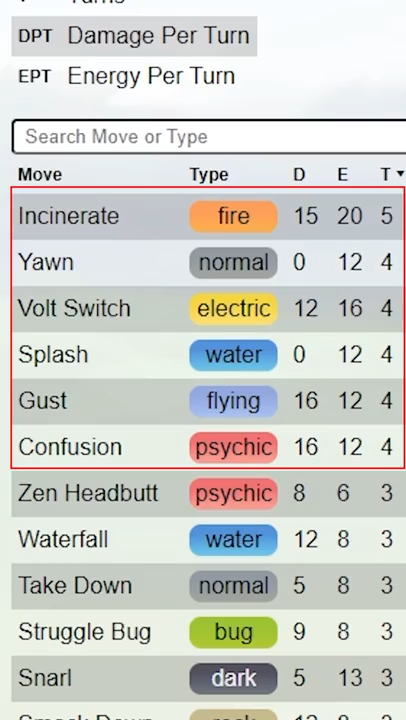 DPT Damage Per Turn
EPT Energy Per Turn
Search Move or Type
Move Type D E T ▼
Incinerate fire 15 20 5
Yawn normal 0 12 4
Volt Switch electric 12 16 4
Splash water 0 12 4
Gust flying 16 12 4
Confusion psychic 16 12 4
Zen Headbutt psychic 8 6 3
Waterfall water 12 8 3
Take Down normal 5 8 3
Struggle Bug bug 9 8 3
Snarl dark 5 13 3